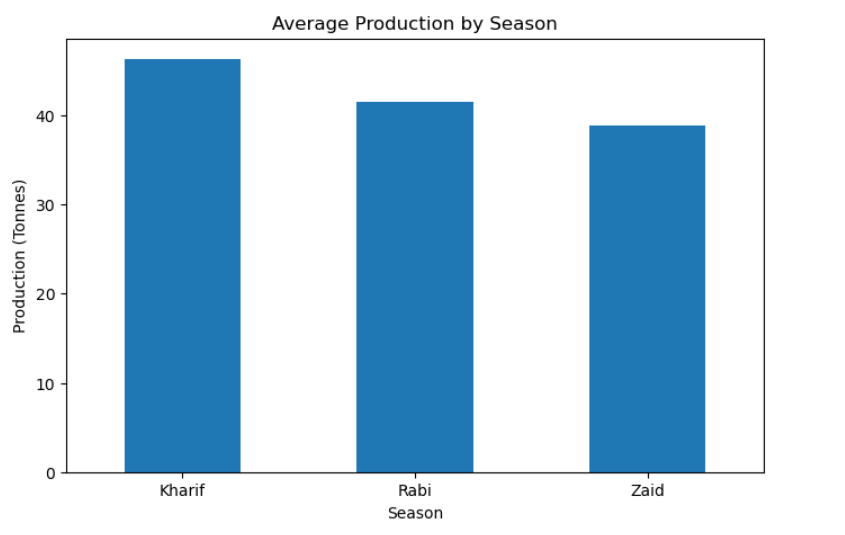 Average Production by Season
Production (Tonnes)
40
30
20
10
0
Kharif Rabi Zaid
Season